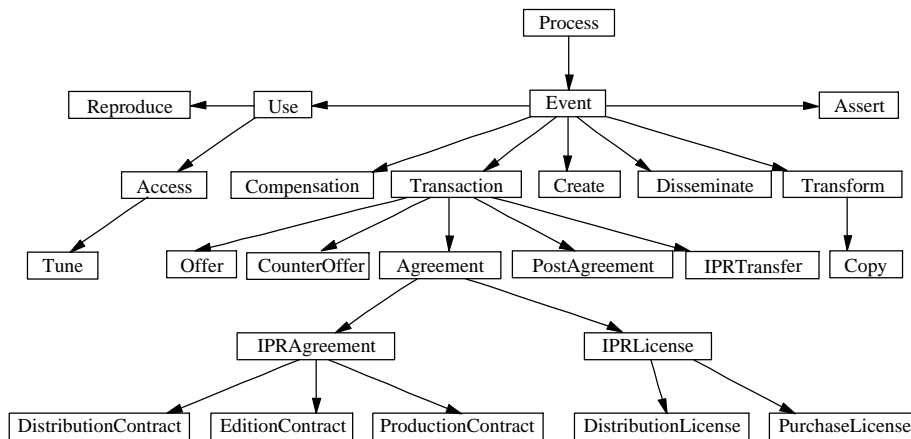 Process
Reproduce
Use
Event
Assert
Access
Compensation
Transaction
Create
Disseminate
Transform
Tune
Offer
CounterOffer
Agreement
PostAgreement
IPRTransfer
Copy
IPRAgreement
IPRLicense
DistributionContract
EditionContract
ProductionContract
DistributionLicense
PurchaseLicense